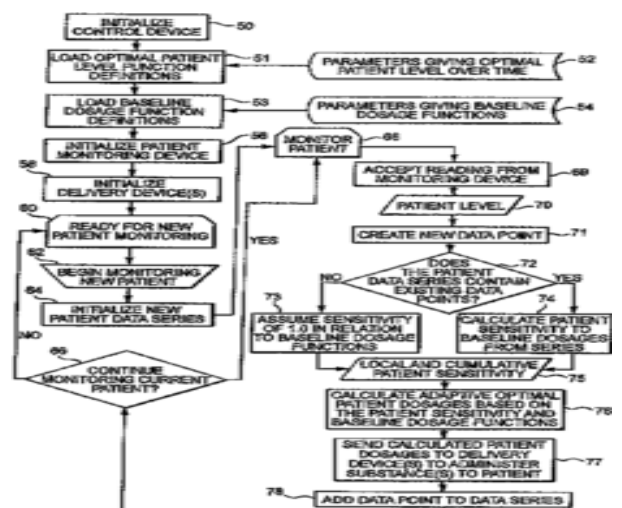 INITIALIZE
CONTROL DEVICE
50
LOAD OPTIMAL PATIENT
LEVEL FUNCTION
DEFINITIONS
51
PARAMETERS GIVING OPTIMAL
PATIENT LEVEL OVER TIME
52
LOAD BASELINE
DOSAGE FUNCTION
DEFINITIONS
53
PARAMETERS GIVING BASELINE
DOSAGE FUNCTIONS
54
INITIALIZE PATIENT
MONITORING DEVICE
56
INITIALIZE
DELIVERY DEVICE(S)
58
60
READY FOR NEW
PATIENT MONITORING
62
BEGIN MONITORING
NEW PATIENT
64
INITIALIZE NEW
PATIENT DATA SERIES
NO
YES
66
CONTINUE
MONITORING CURRENT
PATIENT?
MONITOR
PATIENT
68
ACCEPT READING FROM
MONITORING DEVICE
69
PATIENT LEVEL
70
CREATE NEW DATA POINT
71
72
DOES
THE PATIENT
DATA SERIES CONTAIN
EXISTING DATA
POINTS?
NO
YES
73
ASSUME SENSITIVITY
OF 1.0 IN RELATION
TO BASELINE DOSAGE
FUNCTIONS
74
CALCULATE PATIENT
SENSITIVITY TO
BASELINE DOSAGES
FROM SERIES
LOCAL AND CUMULATIVE
PATIENT SENSITIVITY
75
CALCULATE ADAPTIVE OPTIMAL
PATIENT DOSAGES BASED ON
THE PATIENT SENSITIVITY AND
BASELINE DOSAGE FUNCTIONS
76
SEND CALCULATED PATIENT
DOSAGES TO DELIVERY
DEVICE(S) TO ADMINISTER
SUBSTANCE(S) TO PATIENT
77
78
ADD DATA POINT TO DATA SERIES